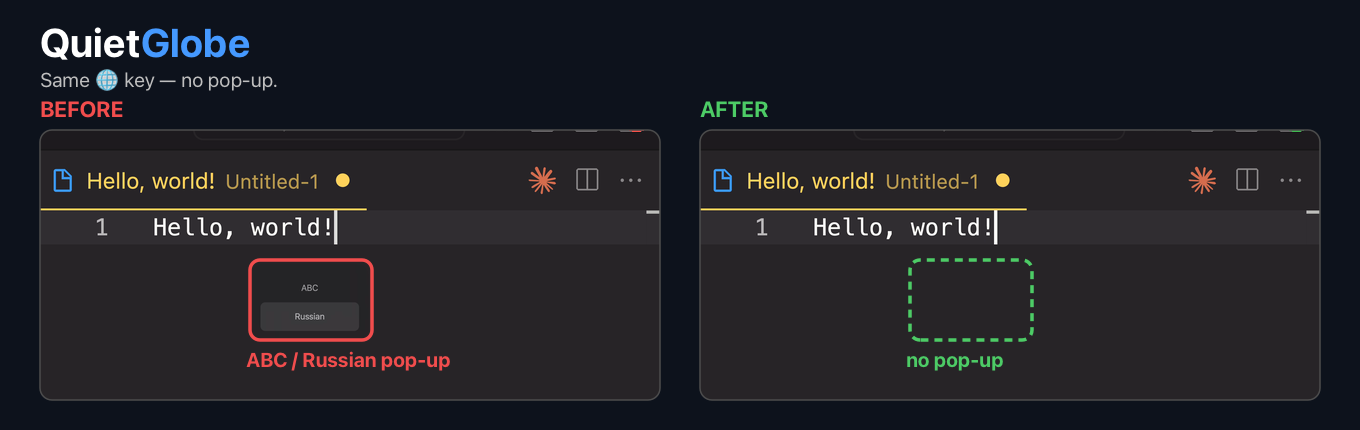 QuietGlobe
Same 🌐 key — no pop-up.
BEFORE
Hello, world! Untitled-1
1 Hello, world!
ABC
Russian
ABC / Russian pop-up
AFTER
Hello, world! Untitled-1
1 Hello, world!
no pop-up